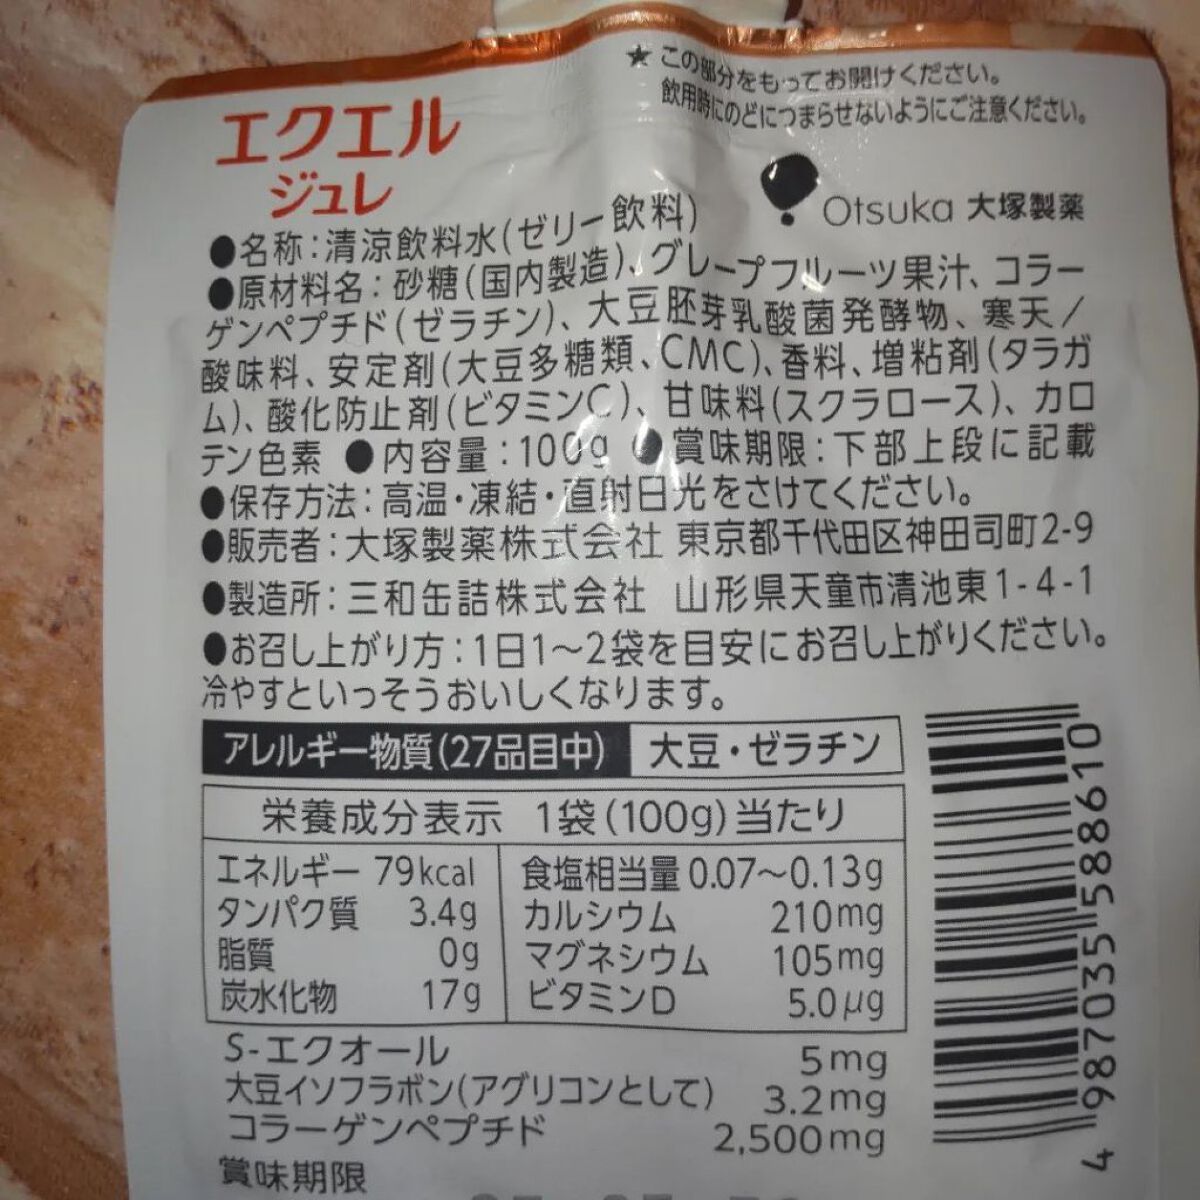 ★ この部分をもってお開けください。
飲用時にのどにつまらせないようにご注意ください。
エクエル
ジュレ
Otsuka 大塚製薬
●名称：清涼飲料水（ゼリー飲料）
●原材料名：砂糖（国内製造）、グレープフルーツ果汁、コラー
ゲンペプチド（ゼラチン）、大豆胚芽乳酸菌発酵物、寒天／
酸味料、安定剤（大豆多糖類、CMC）、香料、増粘剤（タラガ
ム）、酸化防止剤（ビタミンC）、甘味料（スクラロース）、カロ
テン色素 ●内容量：100g ●賞味期限：下部上段に記載
●保存方法：高温・凍結・直射日光をさけてください。
●販売者：大塚製薬株式会社 東京都千代田区神田司町2-9
●製造所：三和缶詰株式会社 山形県天童市清池東1-4-1
●お召し上がり方：1日1〜2袋を目安にお召し上がりください。
冷やすといっそうおいしくなります。
アレルギー物質（27品目中） 大豆・ゼラチン
栄養成分表示 1袋（100g）当たり
エネルギー 79kcal
タンパク質 3.4g
脂質 0g
炭水化物 17g
食塩相当量 0.07〜0.13g
カルシウム 210mg
マグネシウム 105mg
ビタミンD 5.0μg
S-エクオール 5mg
大豆イソフラボン（アグリコンとして） 3.2mg
コラーゲンペプチド 2,500mg
賞味期限
4 987035 588610